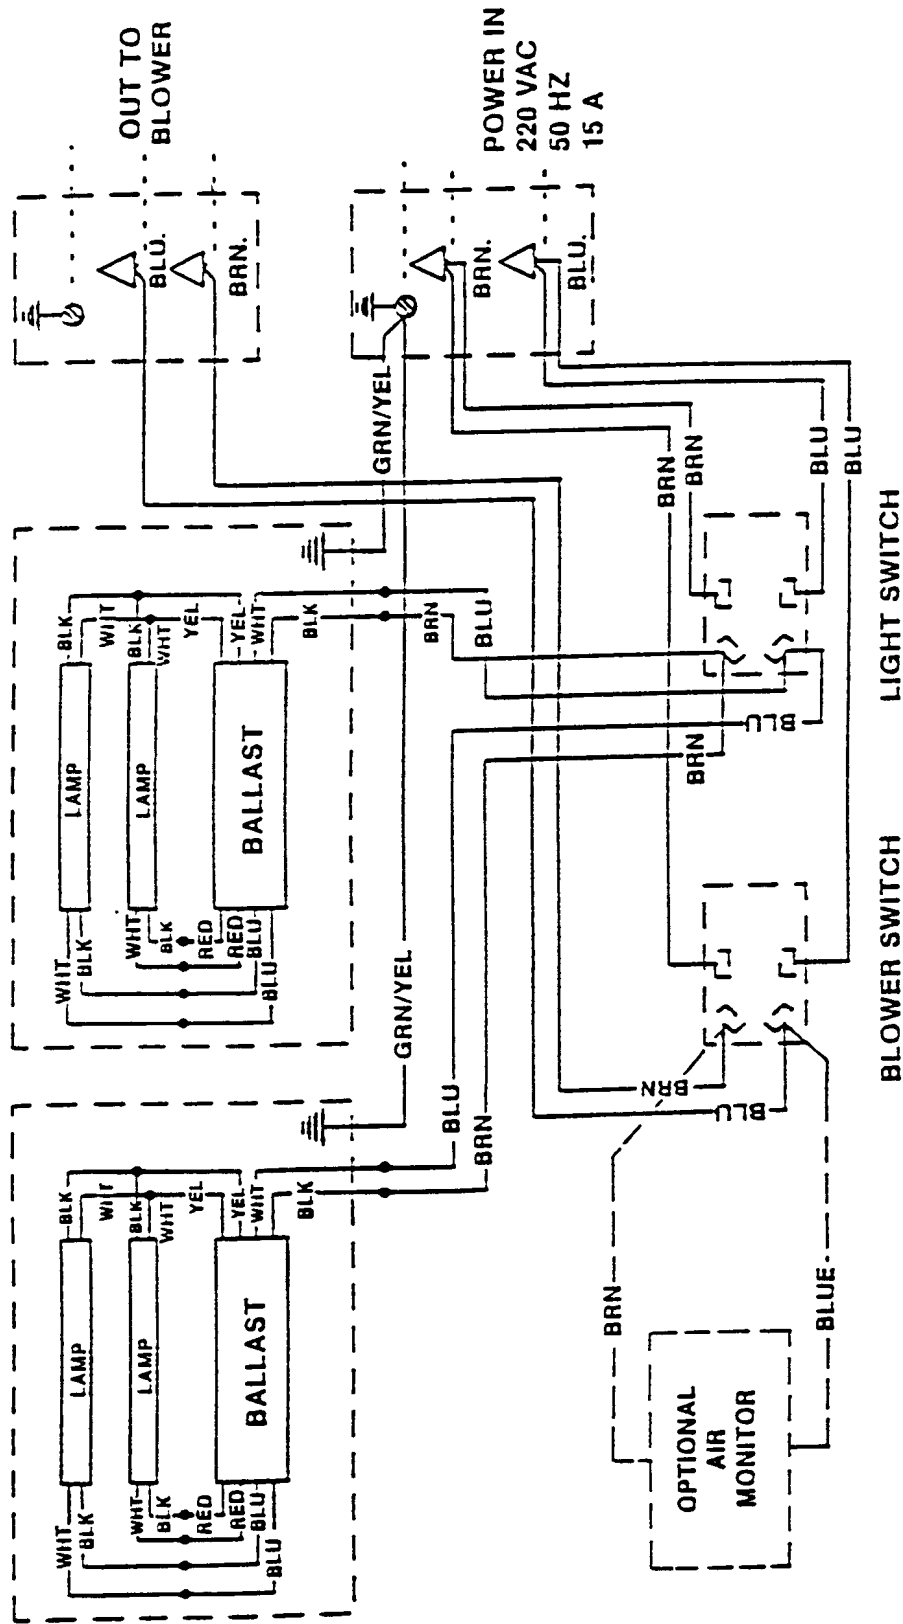 OUT TO
BLOWER
BLU.
BRN.
POWER IN
220 VAC
50 HZ
15 A
BRN.
BLU.
GRN/YEL
BLK
WHT
BLK
WHT
YEL
YEL
WHT
BLK
LAMP
LAMP
BALLAST
WHT
BLK
WHT
BLK
RED
RED
BLU
BLU
BRN
BLU
BRN
BRN
BLU
BLU
LIGHT SWITCH
BRN
BLU
GRN/YEL
BLK
WHT
BLK
WHT
YEL
YEL
WHT
BLK
LAMP
LAMP
BALLAST
WHT
BLK
WHT
BLK
RED
RED
BLU
BLU
BLU
BRN
BRN
BLU
BLOWER SWITCH
BRN
BLUE
OPTIONAL
AIR
MONITOR